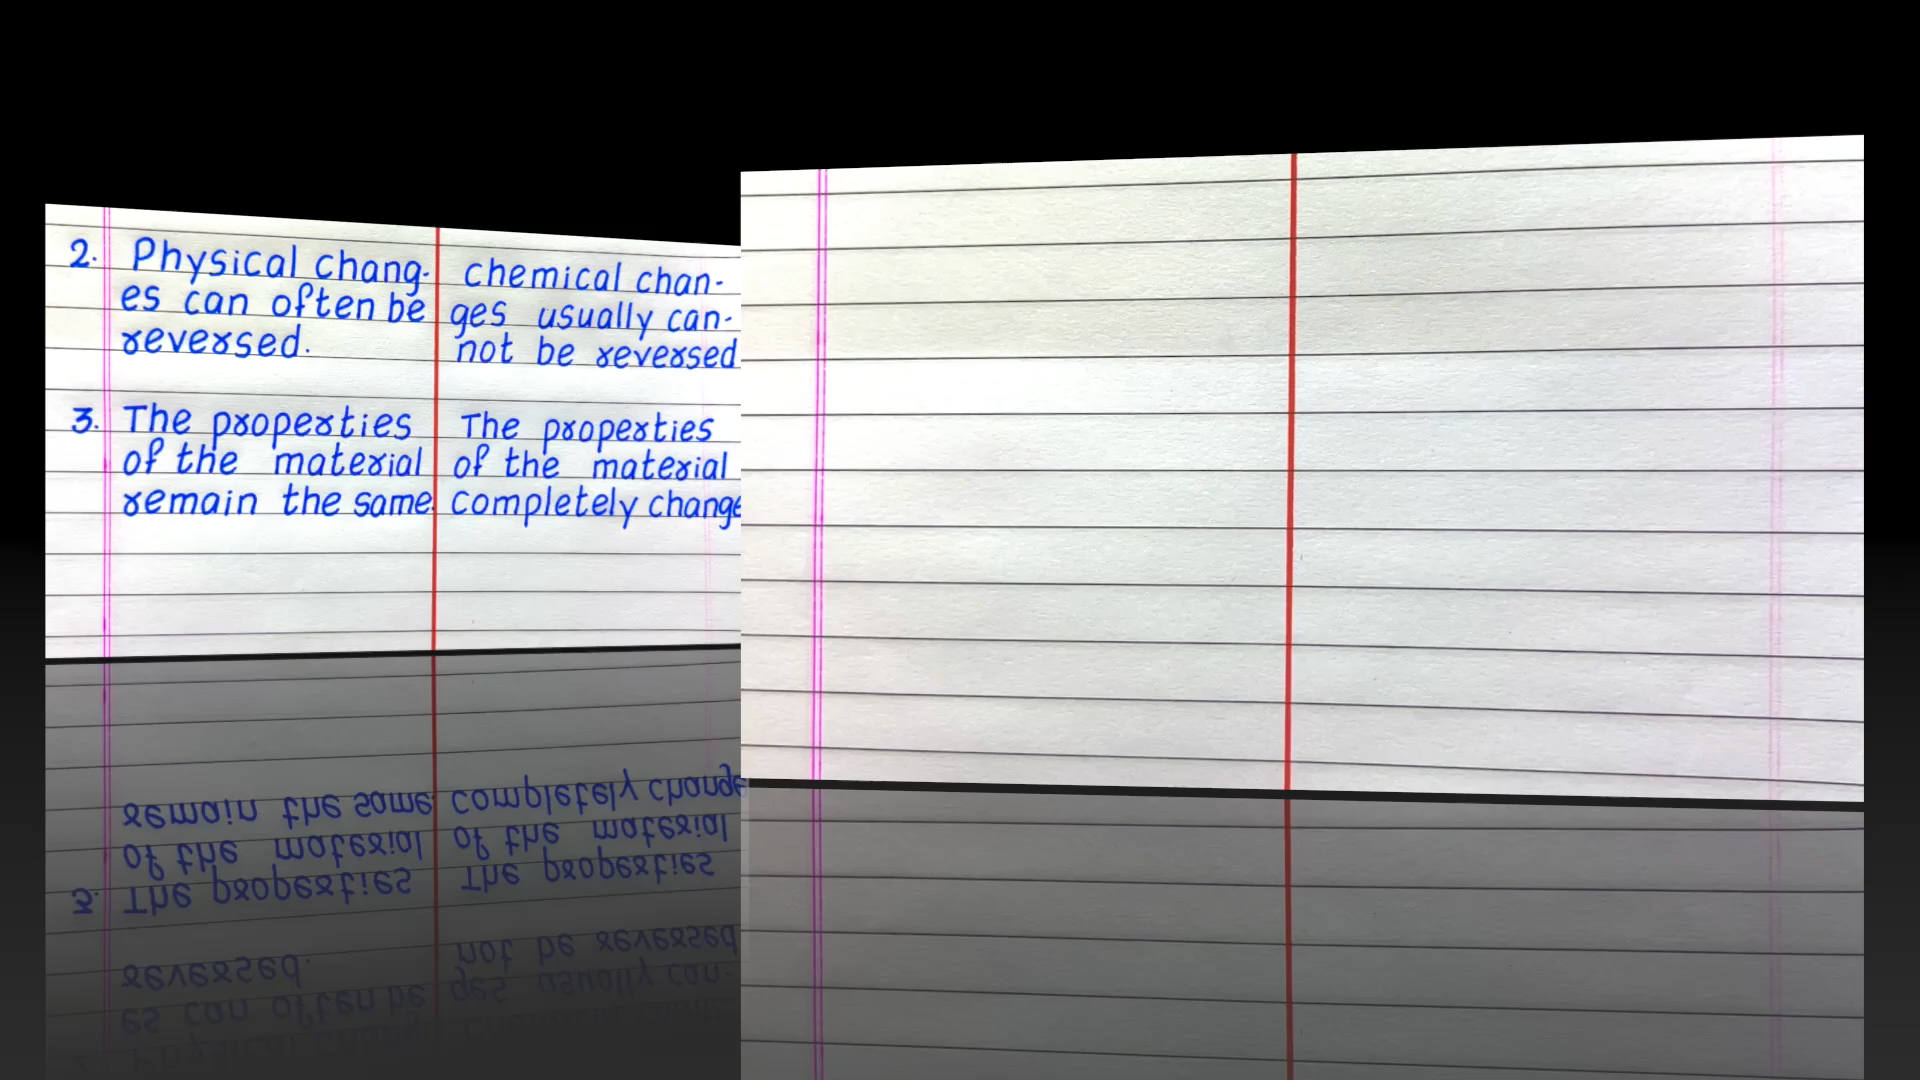 2. Physical chang-
es can often be
reversed.
chemical chan-
ges usually can-
not be reversed
3. The properties
of the material
remain the same.
The properties
of the material
completely change